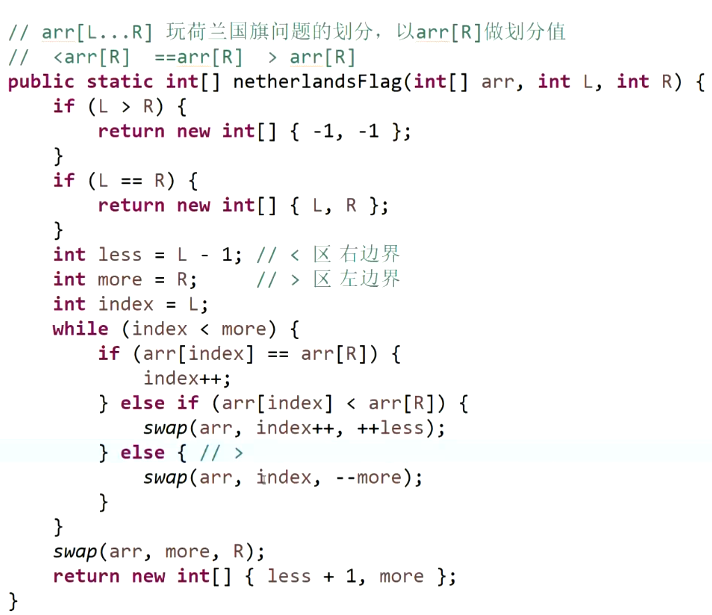 // arr[L...R] 玩荷兰国旗问题的划分，以arr[R]做划分值
//  <arr[R]  ==arr[R]  > arr[R]
public static int[] netherlandsFlag(int[] arr, int L, int R) {
    if (L > R) {
        return new int[] { -1, -1 };
    }
    if (L == R) {
        return new int[] { L, R };
    }
    int less = L - 1; // < 区 右边界
    int more = R;     // > 区 左边界
    int index = L;
    while (index < more) {
        if (arr[index] == arr[R]) {
            index++;
        } else if (arr[index] < arr[R]) {
            swap(arr, index++, ++less);
        } else { // >
            swap(arr, index, --more);
        }
    }
    swap(arr, more, R);
    return new int[] { less + 1, more };
}